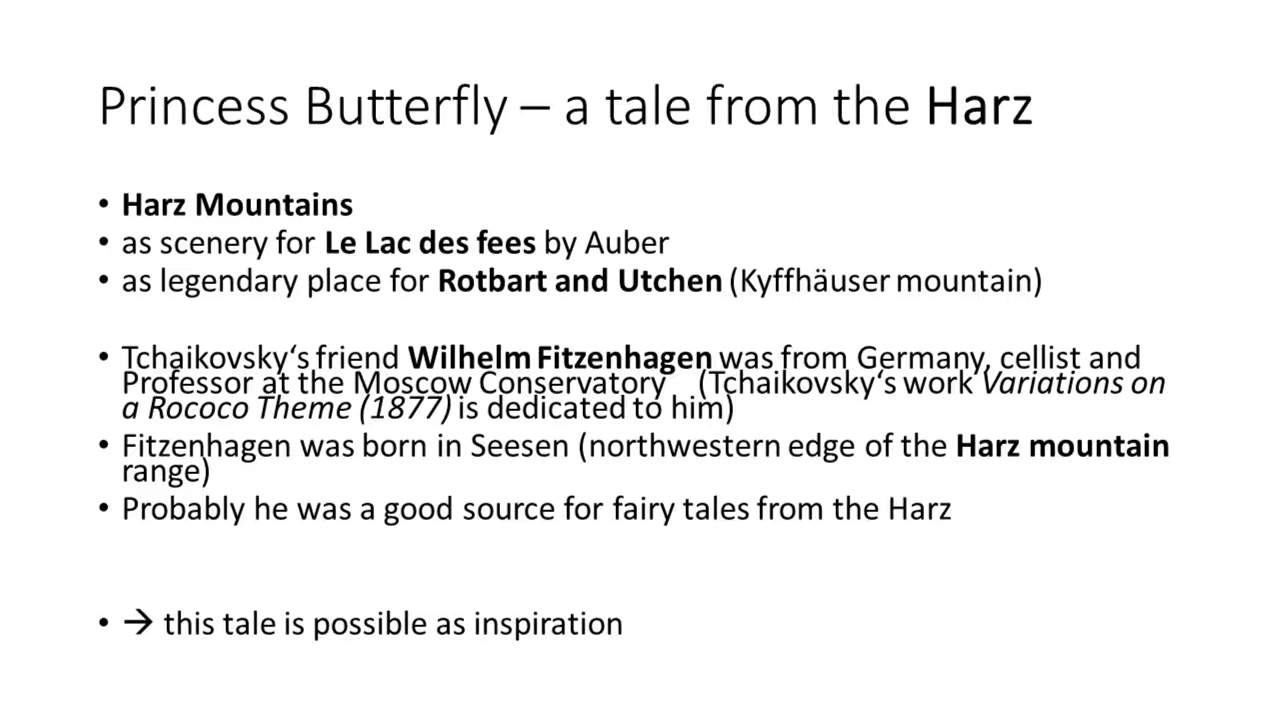 Princess Butterfly – a tale from the Harz
• Harz Mountains
• as scenery for Le Lac des fees by Auber
• as legendary place for Rotbart and Utchen (Kyffhäuser mountain)
• Tchaikovsky‘s friend Wilhelm Fitzenhagen was from Germany, cellist and
Professor at the Moscow Conservatory (Tchaikovsky‘s work Variations on
a Rococo Theme (1877) is dedicated to him)
• Fitzenhagen was born in Seesen (northwestern edge of the Harz mountain
range)
• Probably he was a good source for fairy tales from the Harz
• → this tale is possible as inspiration